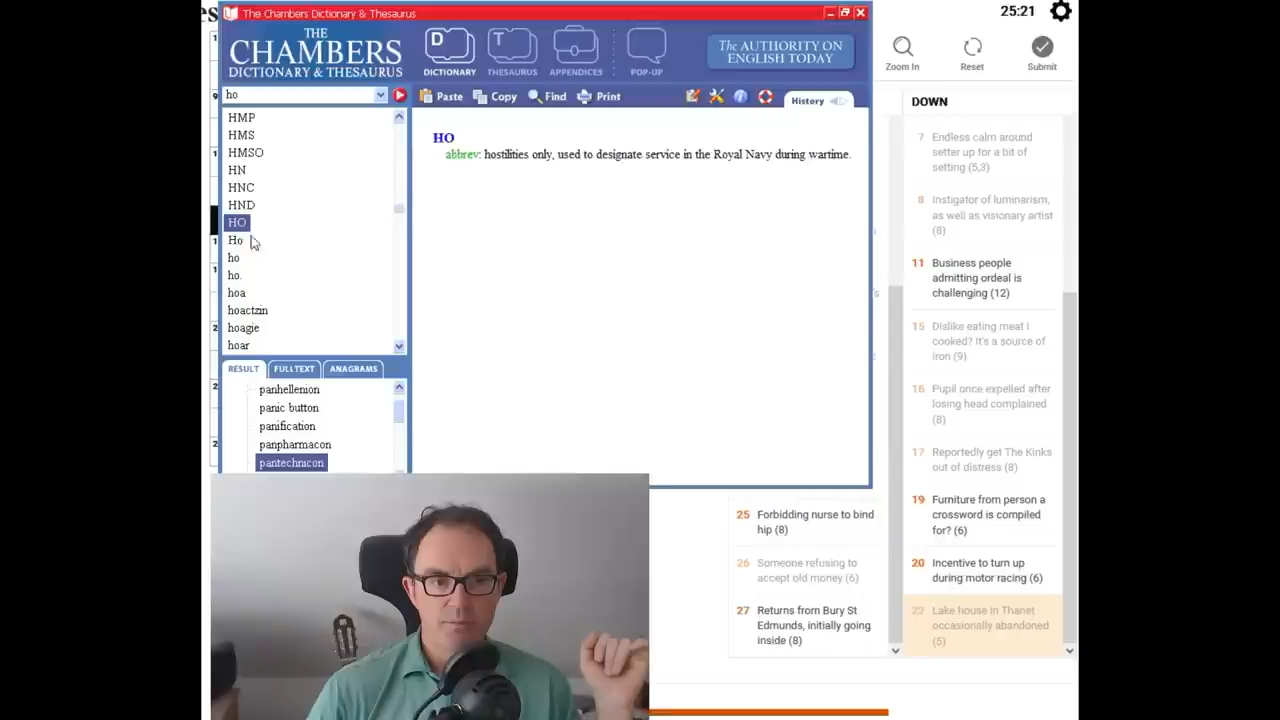 es
The Chambers Dictionary & Thesaurus
25:21
THE
CHAMBERS
DICTIONARY & THESAURUS
D
DICTIONARY
T
THESAURUS
APPENDICES
POP-UP
The AUTHORITY ON
ENGLISH TODAY
Zoom In
Reset
Submit
ho
Paste
Copy
Find
Print
History
HMP
HMS
HMSO
HN
HNC
HND
HO
Ho
ho
ho.
hoa
hoactzin
hoagie
hoar
HO
abbrev: hostilities only, used to designate service in the Royal Navy during wartime.
RESULT
FULLTEXT
ANAGRAMS
panhellenion
panic button
panification
panpharmacon
pantechnicon
DOWN
7 Endless calm around
setter up for a bit of
setting (5,3)
8 Instigator of luminarism,
as well as visionary artist
(8)
11 Business people
admitting ordeal is
challenging (12)
15 Dislike eating meat I
cooked? It's a source of
iron (9)
16 Pupil once expelled after
losing head complained
(8)
17 Reportedly get The Kinks
out of distress (8)
19 Furniture from person a
crossword is compiled
for? (6)
20 Incentive to turn up
during motor racing (6)
22 Lake house in Thanet
occasionally abandoned
(5)
25 Forbidding nurse to bind
hip (8)
26 Someone refusing to
accept old money (6)
27 Returns from Bury St
Edmunds, initially going
inside (8)